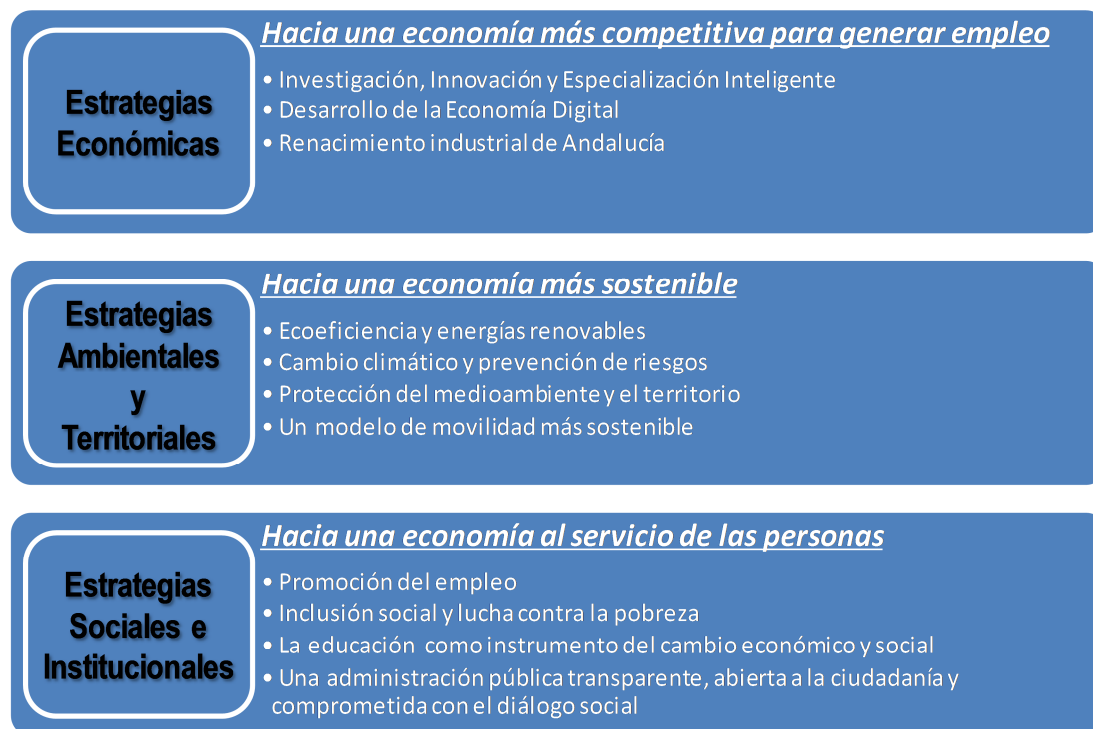 Estrategias
Económicas
Hacia una economía más competitiva para generar empleo
• Investigación, Innovación y Especialización Inteligente
• Desarrollo de la Economía Digital
• Renacimiento industrial de Andalucía
Estrategias
Ambientales
y
Territoriales
Hacia una economía más sostenible
• Ecoeficiencia y energías renovables
• Cambio climático y prevención de riesgos
• Protección del medioambiente y el territorio
• Un modelo de movilidad más sostenible
Estrategias
Sociales e
Institucionales
Hacia una economía al servicio de las personas
• Promoción del empleo
• Inclusión social y lucha contra la pobreza
• La educación como instrumento del cambio económico y social
• Una administración pública transparente, abierta a la ciudadanía y
comprometida con el diálogo social